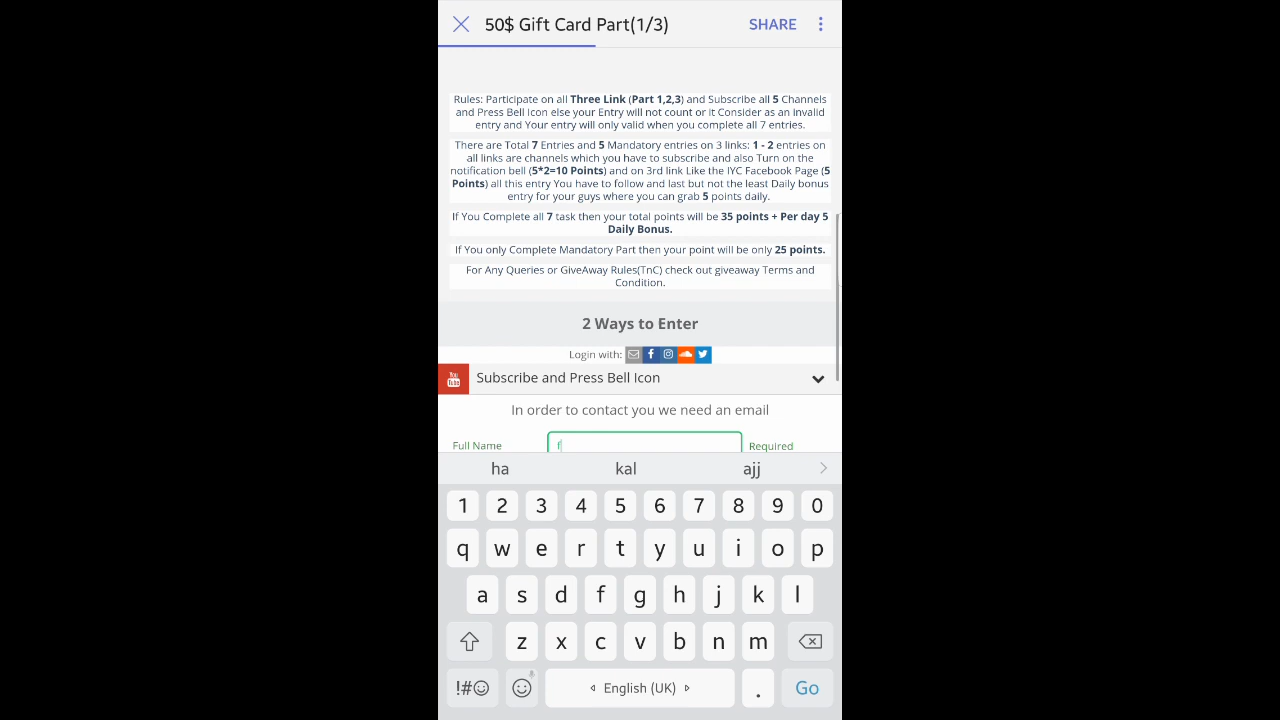 50$ Gift Card Part(1/3) SHARE
Rules: Participate on all Three Link (Part 1,2,3) and Subscribe all 5 Channels
and Press Bell Icon else your Entry will not count or it Consider as an invalid
entry and Your entry will only valid when you complete all 7 entries.
There are Total 7 Entries and 5 Mandatory entries on 3 links: 1 - 2 entries on
all links are channels which you have to subscribe and also Turn on the
notification bell (5*2=10 Points) and on 3rd link Like the IYC Facebook Page (5
Points) all this entry You have to follow and last but not the least Daily bonus
entry for your guys where you can grab 5 points daily.
If You Complete all 7 task then your total points will be 35 points + Per day 5
Daily Bonus.
If You only Complete Mandatory Part then your point will be only 25 points.
For Any Queries or GiveAway Rules(TnC) check out giveaway Terms and
Condition.
2 Ways to Enter
Login with:
You Tube Subscribe and Press Bell Icon
In order to contact you we need an email
Full Name f Required
ha kal ajj
1 2 3 4 5 6 7 8 9 0
q w e r t y u i o p
a s d f g h j k l
z x c v b n m
!#☺ English (UK) . Go